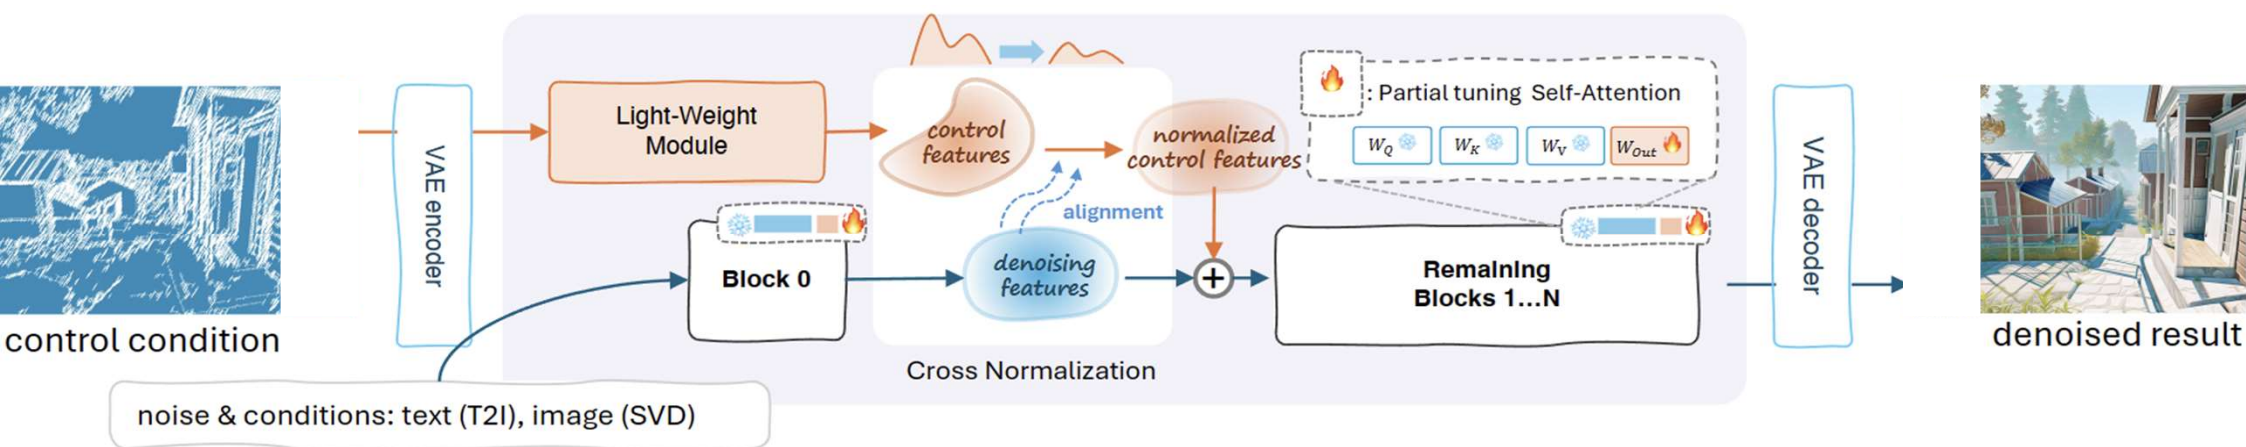 control condition
VAE encoder
Light-Weight
Module
control
features
normalized
control features
: Partial tuning Self-Attention
W_Q
W_K
W_V
W_Out
alignment
Block 0
denoising
features
+
Remaining
Blocks 1...N
Cross Normalization
VAE decoder
denoised result
noise & conditions: text (T2I), image (SVD)